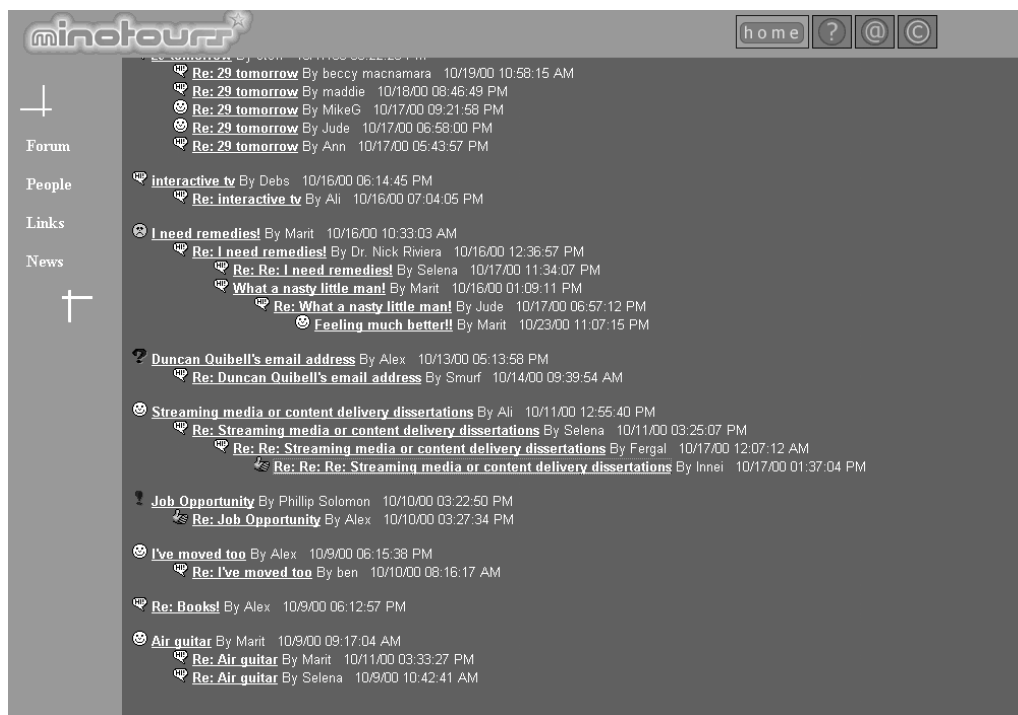 minotours
home ? @ ©
Re: 29 tomorrow By beccy macnamara 10/19/00 10:58:15 AM
Re: 29 tomorrow By maddie 10/18/00 08:46:49 PM
Re: 29 tomorrow By MikeG 10/17/00 09:21:58 PM
Re: 29 tomorrow By Jude 10/17/00 06:58:00 PM
Re: 29 tomorrow By Ann 10/17/00 05:43:57 PM
Forum
People
Links
News
interactive tv By Debs 10/16/00 06:14:45 PM
Re: interactive tv By Ali 10/16/00 07:04:05 PM
I need remedies! By Marit 10/16/00 10:33:03 AM
Re: I need remedies! By Dr. Nick Riviera 10/16/00 12:36:57 PM
Re: Re: I need remedies! By Selena 10/17/00 11:34:07 PM
What a nasty little man! By Marit 10/16/00 01:09:11 PM
Re: What a nasty little man! By Jude 10/17/00 06:57:12 PM
Feeling much better!! By Marit 10/23/00 11:07:15 PM
Duncan Quibell's email address By Alex 10/13/00 05:13:58 PM
Re: Duncan Quibell's email address By Smurf 10/14/00 09:39:54 AM
Streaming media or content delivery dissertations By Ali 10/11/00 12:55:40 PM
Re: Streaming media or content delivery dissertations By Selena 10/11/00 03:25:07 PM
Re: Re: Streaming media or content delivery dissertations By Fergal 10/17/00 12:07:12 AM
Re: Re: Re: Streaming media or content delivery dissertations By Innei 10/17/00 01:37:04 PM
Job Opportunity By Phillip Solomon 10/10/00 03:22:50 PM
Re: Job Opportunity By Alex 10/10/00 03:27:34 PM
I've moved too By Alex 10/9/00 06:15:38 PM
Re: I've moved too By ben 10/10/00 08:16:17 AM
Re: Books! By Alex 10/9/00 06:12:57 PM
Air guitar By Marit 10/9/00 09:17:04 AM
Re: Air guitar By Marit 10/11/00 03:33:27 PM
Re: Air guitar By Selena 10/9/00 10:42:41 AM